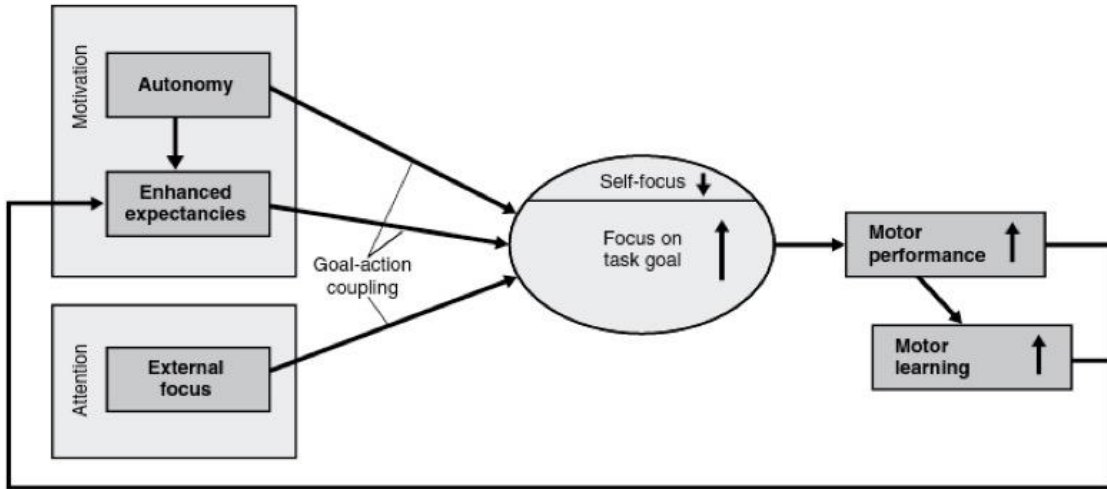 Motivation
Autonomy
Enhanced
expectancies
Attention
External
focus
Goal-action
coupling
Self-focus
Focus on
task goal
Motor
performance
Motor
learning